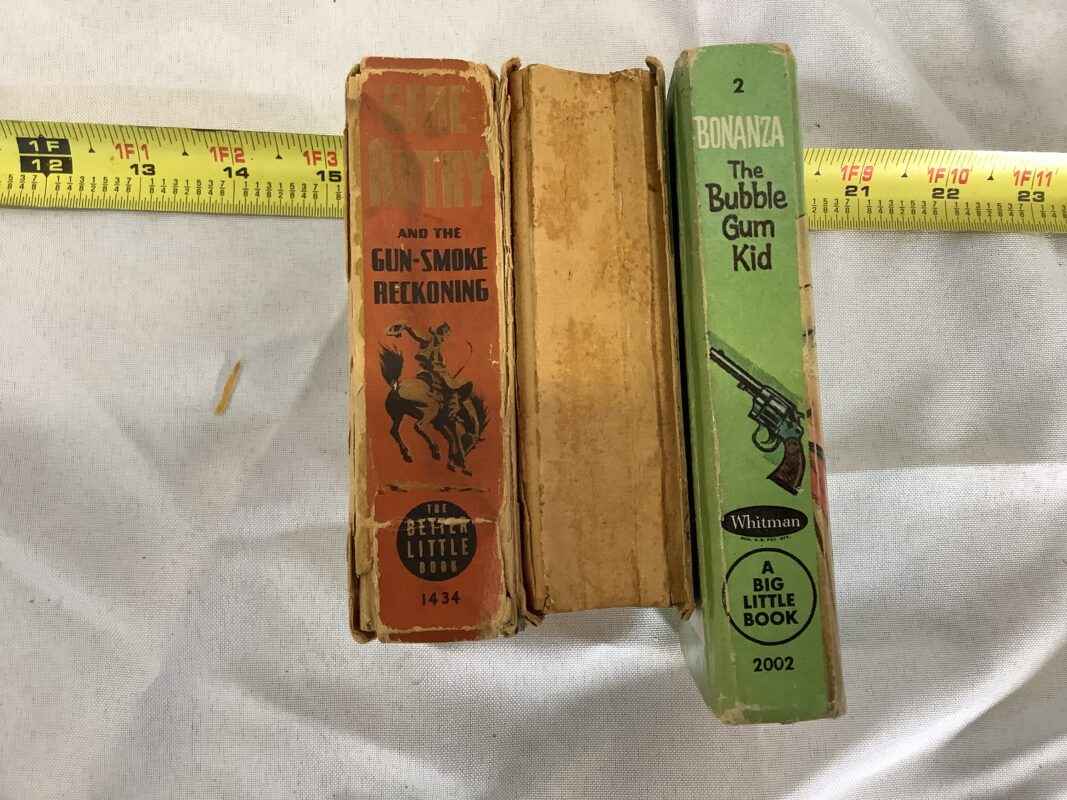 1F
12
1F1
13
1F2
14
1F3
15
GENE
AUTRY
AND THE
GUN-SMOKE
RECKONING
THE
BETTER
LITTLE
BOOK
1434
2
BONANZA
The
Bubble
Gum
Kid
Whitman
A
BIG
LITTLE
BOOK
2002
1F9
21
1F10
22
1F11
23